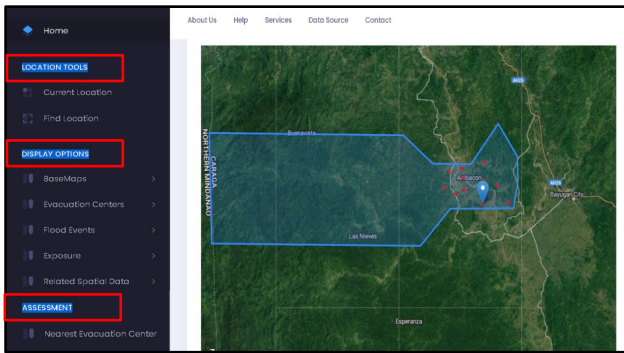 Home
LOCATION TOOLS
Current Location
Find Location
DISPLAY OPTIONS
BaseMaps
Evacuation Centers
Flood Events
Exposure
Related Spatial Data
ASSESSMENT
Nearest Evacuation Center
About Us Help Services Data Source Contact
AH26
Buenavista
NORTHERN MINDANAO
CARAGA
AH26
Bayugan City
Las Nieves
Esperanza